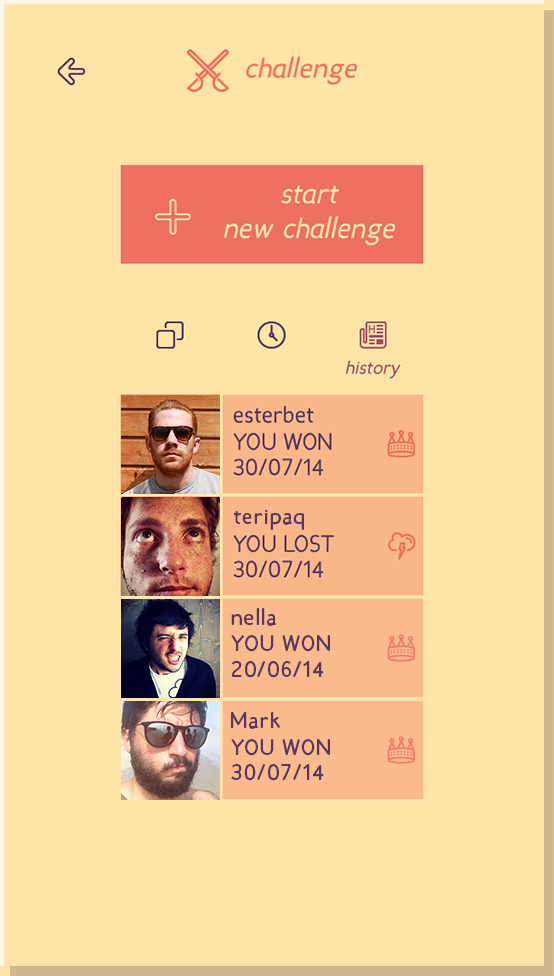 challenge
start
new challenge
history
esterbet
YOU WON
30/07/14
teripaq
YOU LOST
30/07/14
nella
YOU WON
20/06/14
Mark
YOU WON
30/07/14